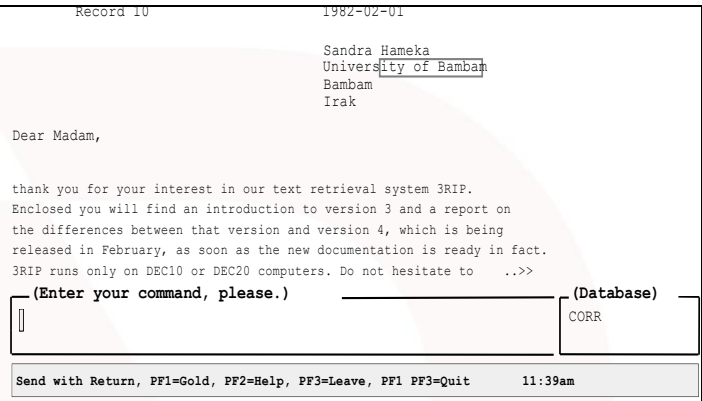 Record 10 1982-02-01
Sandra Hameka
University of Bambam
Bambam
Irak
Dear Madam,
thank you for your interest in our text retrieval system 3RIP.
Enclosed you will find an introduction to version 3 and a report on
the differences between that version and version 4, which is being
released in February, as soon as the new documentation is ready in fact.
3RIP runs only on DEC10 or DEC20 computers. Do not hesitate to ..>>
(Enter your command, please.) (Database)
CORR
Send with Return, PF1=Gold, PF2=Help, PF3=Leave, PF1 PF3=Quit 11:39am